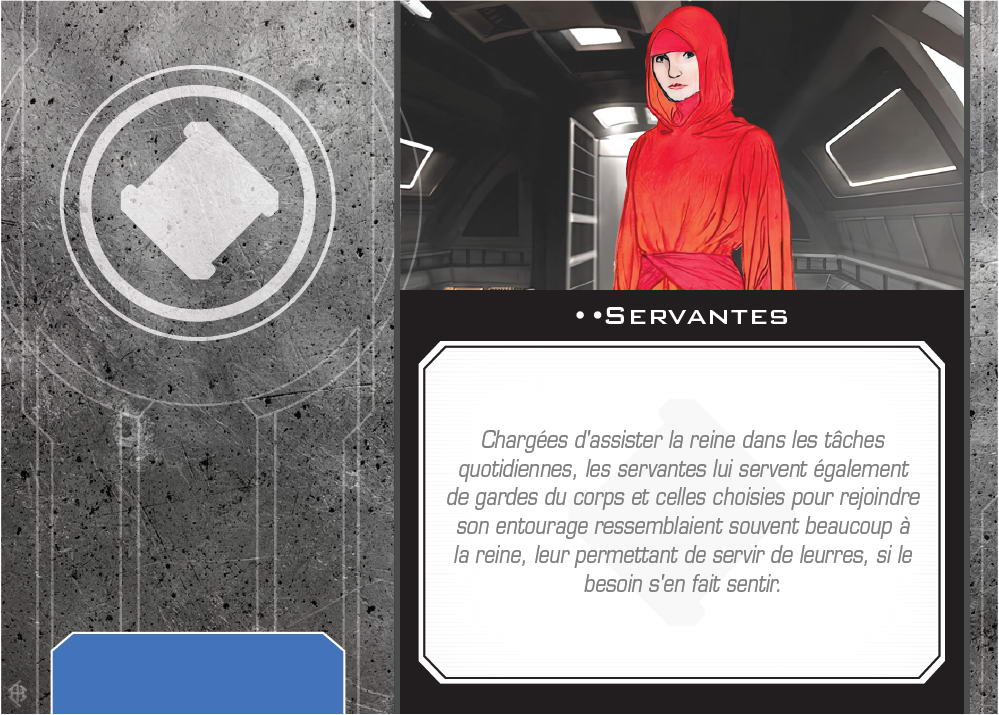 ••Servantes
Chargées d'assister la reine dans les tâches
quotidiennes, les servantes lui servent également
de gardes du corps et celles choisies pour rejoindre
son entourage ressemblaient souvent beaucoup à
la reine, leur permettant de servir de leurres, si le
besoin s'en fait sentir.